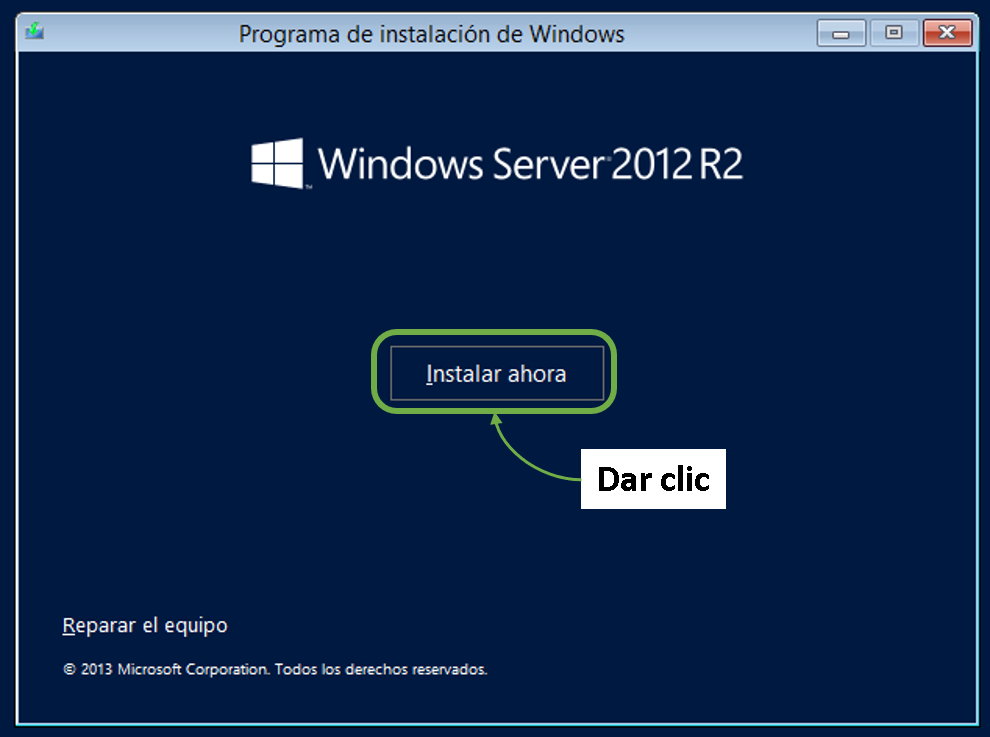 Programa de instalación de Windows
Windows Server 2012 R2
Instalar ahora
Dar clic
Reparar el equipo
© 2013 Microsoft Corporation. Todos los derechos reservados.